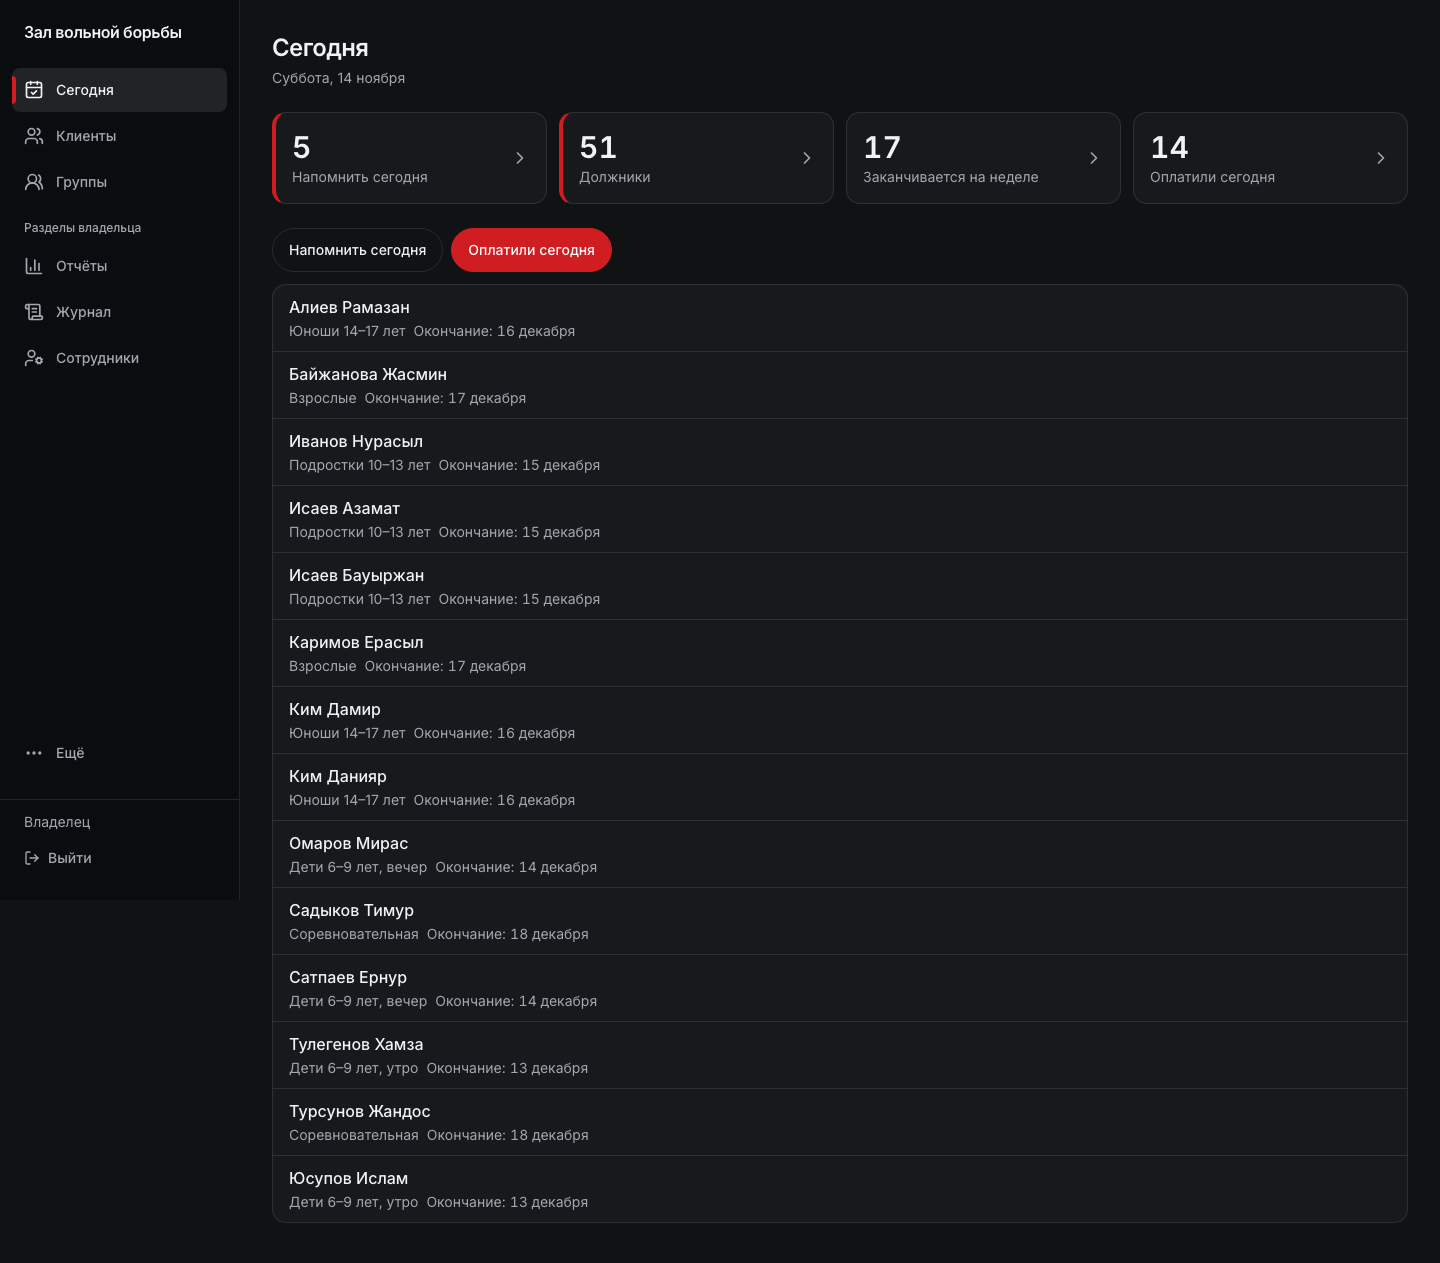 Зал вольной борьбы
Сегодня
Клиенты
Группы
Разделы владельца
Отчёты
Журнал
Сотрудники
Ещё
Владелец
Выйти
Сегодня
Суббота, 14 ноября
5
Напомнить сегодня
51
Должники
17
Заканчивается на неделе
14
Оплатили сегодня
Напомнить сегодня
Оплатили сегодня
Алиев Рамазан
Юноши 14–17 лет Окончание: 16 декабря
Байжанова Жасмин
Взрослые Окончание: 17 декабря
Иванов Нурасыл
Подростки 10–13 лет Окончание: 15 декабря
Исаев Азамат
Подростки 10–13 лет Окончание: 15 декабря
Исаев Бауыржан
Подростки 10–13 лет Окончание: 15 декабря
Каримов Ерасыл
Взрослые Окончание: 17 декабря
Ким Дамир
Юноши 14–17 лет Окончание: 16 декабря
Ким Данияр
Юноши 14–17 лет Окончание: 16 декабря
Омаров Мирас
Дети 6–9 лет, вечер Окончание: 14 декабря
Садыков Тимур
Соревновательная Окончание: 18 декабря
Сатпаев Ернур
Дети 6–9 лет, вечер Окончание: 14 декабря
Тулегенов Хамза
Дети 6–9 лет, утро Окончание: 13 декабря
Турсунов Жандос
Соревновательная Окончание: 18 декабря
Юсупов Ислам
Дети 6–9 лет, утро Окончание: 13 декабря